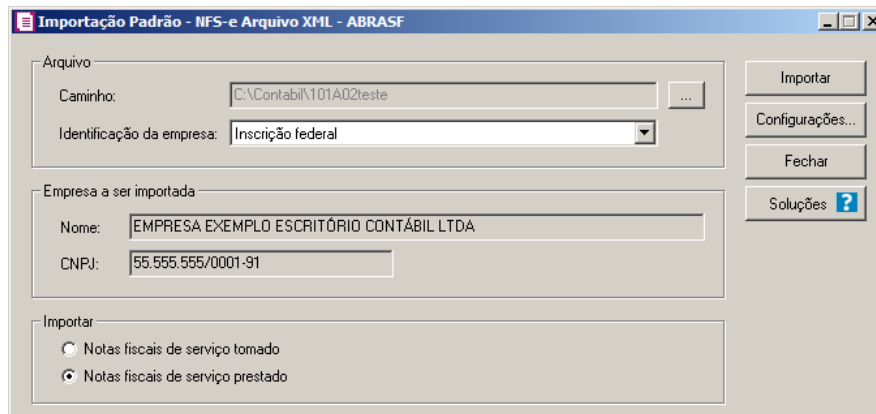 Importação Padrão - NFS-e Arquivo XML - ABRASF
Arquivo
Caminho: C:\Contabil\101A02teste ...
Identificação da empresa: Inscrição federal
Empresa a ser importada
Nome: EMPRESA EXEMPLO ESCRITÓRIO CONTÁBIL LTDA
CNPJ: 55.555.555/0001-91
Importar
Notas fiscais de serviço tomado
Notas fiscais de serviço prestado
Importar
Configurações...
Fechar
Soluções ?